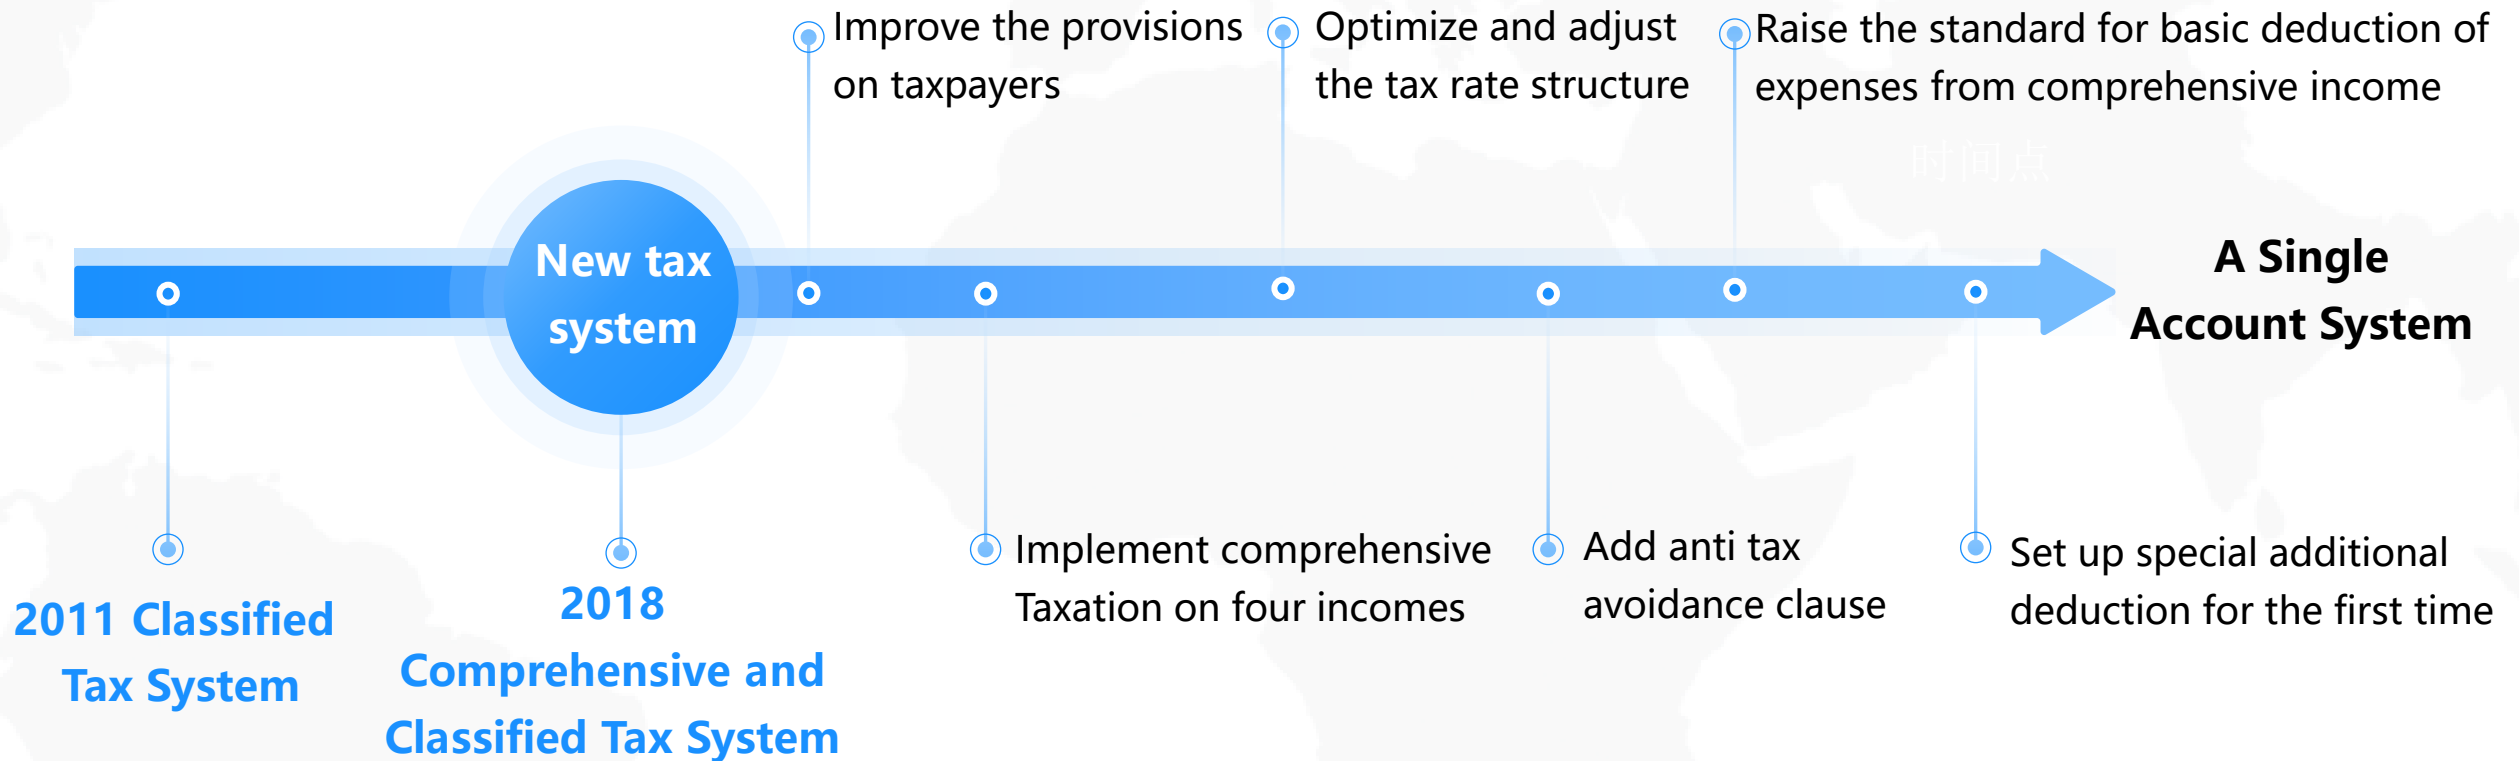 Improve the provisions
on taxpayers
Optimize and adjust
the tax rate structure
Raise the standard for basic deduction of
expenses from comprehensive income
时间点
New tax
system
A Single
Account System
2011 Classified
Tax System
2018
Comprehensive and
Classified Tax System
Implement comprehensive
Taxation on four incomes
Add anti tax
avoidance clause
Set up special additional
deduction for the first time